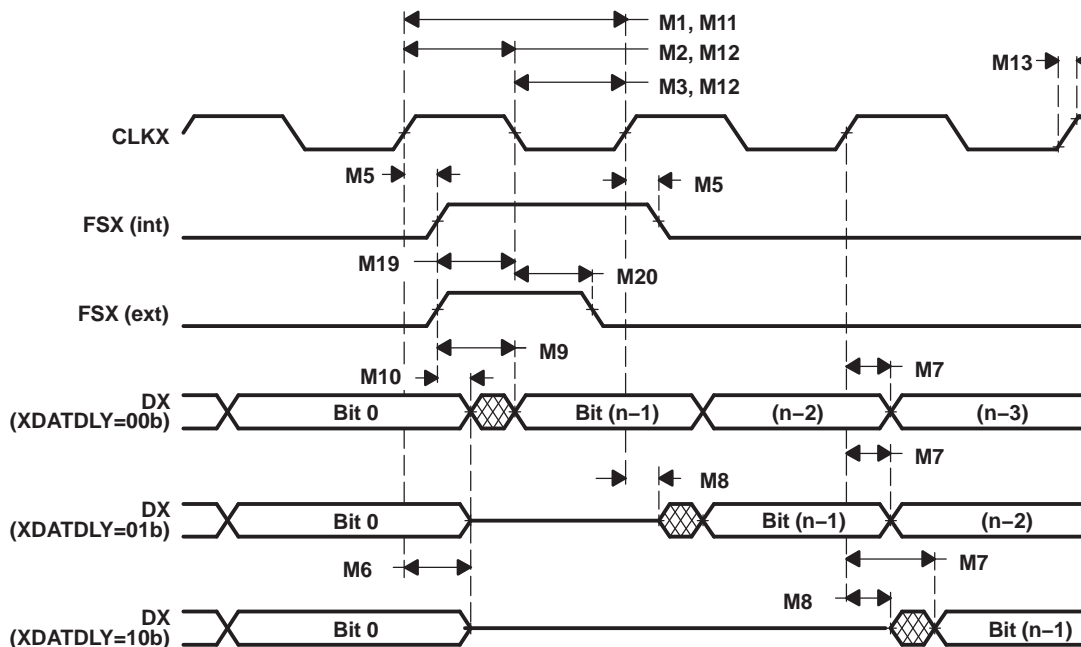 M1, M11
M2, M12
M3, M12
M13
CLKX
M5
M5
FSX (int)
M19
M20
FSX (ext)
M9
M10
M7
DX
(XDATDLY=00b)
Bit 0
Bit (n−1)
(n−2)
(n−3)
M7
M8
DX
(XDATDLY=01b)
Bit 0
Bit (n−1)
(n−2)
M6
M7
M8
DX
(XDATDLY=10b)
Bit 0
Bit (n−1)